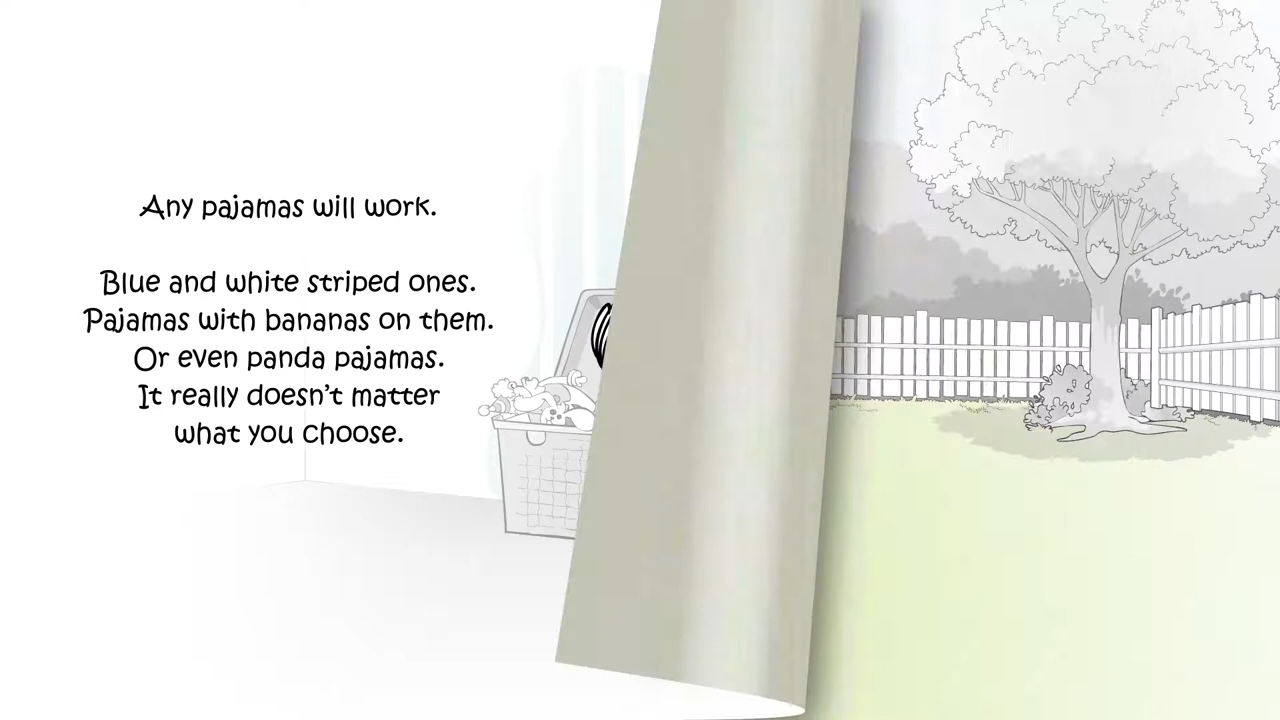 Any pajamas will work.
Blue and white striped ones.
Pajamas with bananas on them.
Or even panda pajamas.
It really doesn't matter
what you choose.